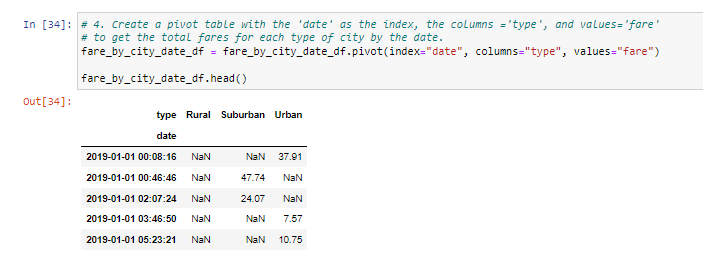 In [34]: # 4. Create a pivot table with the 'date' as the index, the columns ='type', and values='fare'
# to get the total fares for each type of city by the date.
fare_by_city_date_df = fare_by_city_date_df.pivot(index="date", columns="type", values="fare")
fare_by_city_date_df.head()
Out[34]:
type Rural Suburban Urban
date
2019-01-01 00:08:16 NaN NaN 37.91
2019-01-01 00:46:46 NaN 47.74 NaN
2019-01-01 02:07:24 NaN 24.07 NaN
2019-01-01 03:46:50 NaN NaN 7.57
2019-01-01 05:23:21 NaN NaN 10.75